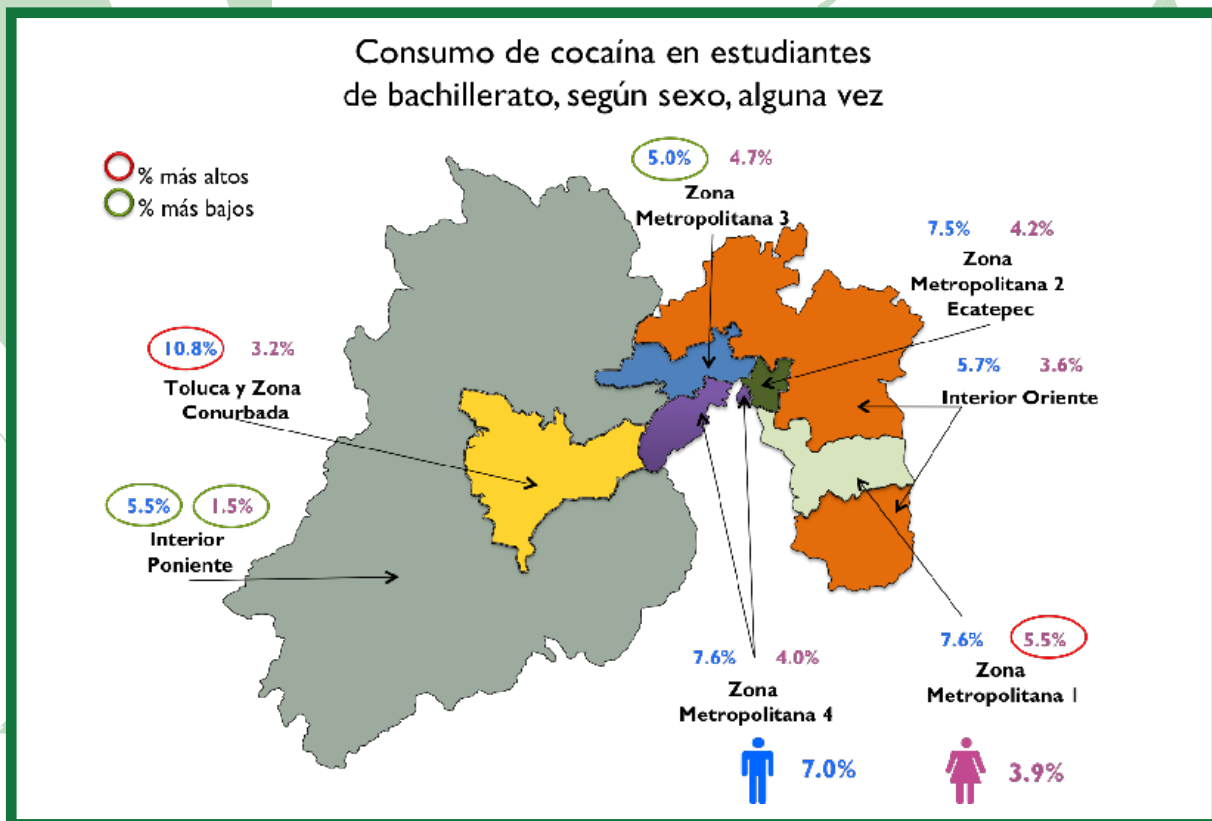 Consumo de cocaína en estudiantes
de bachillerato, según sexo, alguna vez
% más altos
% más bajos
5.0% 4.7%
Zona
Metropolitana 3
7.5% 4.2%
Zona
Metropolitana 2
Ecatepec
10.8% 3.2%
Toluca y Zona
Conurbada
5.7% 3.6%
Interior Oriente
5.5% 1.5%
Interior
Poniente
7.6% 4.0%
Zona
Metropolitana 4
7.6% 5.5%
Zona
Metropolitana 1
7.0% 3.9%